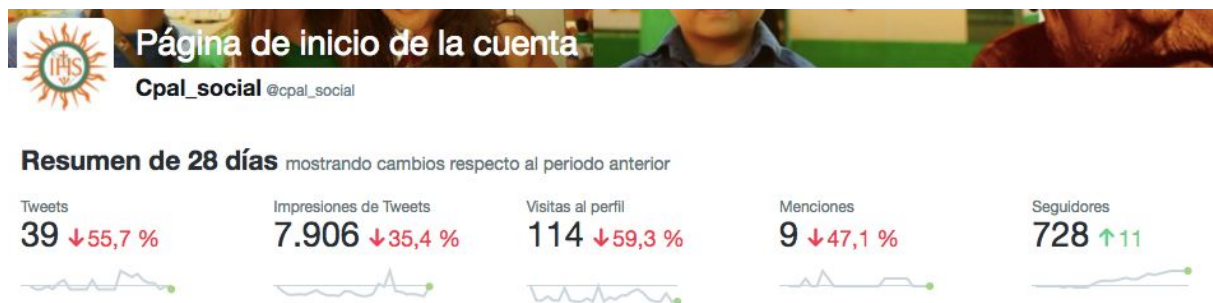 Página de inicio de la cuenta
IHS
Cpal_social @cpal_social
Resumen de 28 días mostrando cambios respecto al periodo anterior
Tweets Impresiones de Tweets Visitas al perfil Menciones Seguidores
39 ↓55,7 % 7.906 ↓35,4 % 114 ↓59,3 % 9 ↓47,1 % 728 ↑11